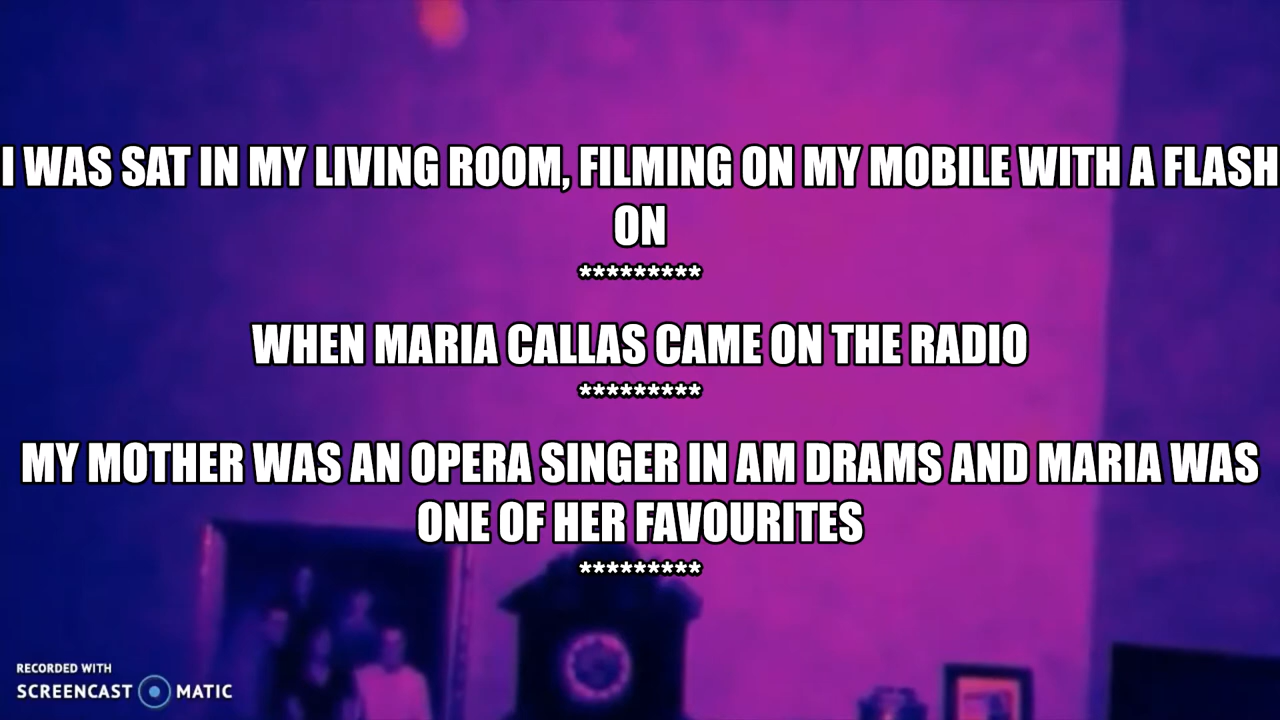 I WAS SAT IN MY LIVING ROOM, FILMING ON MY MOBILE WITH A FLASH
ON
*********
WHEN MARIA CALLAS CAME ON THE RADIO
*********
MY MOTHER WAS AN OPERA SINGER IN AM DRAMS AND MARIA WAS
ONE OF HER FAVOURITES
*********
RECORDED WITH
SCREENCAST MATIC